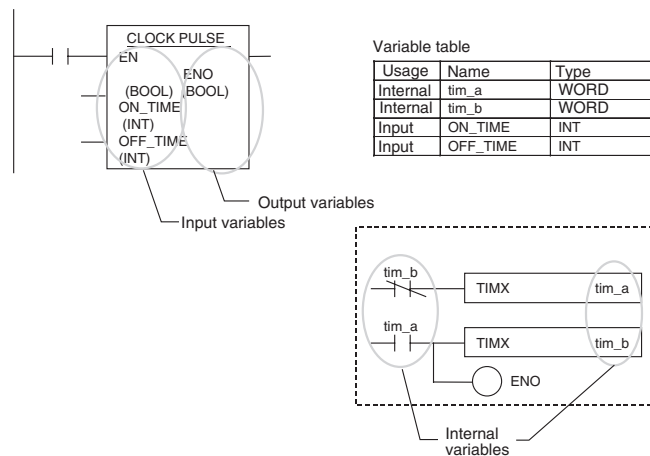 CLOCK PULSE
EN
ENO
(BOOL) (BOOL)
ON_TIME
(INT)
OFF_TIME
(INT)
Output variables
Input variables
Variable table
Usage Name Type
Internal tim_a WORD
Internal tim_b WORD
Input ON_TIME INT
Input OFF_TIME INT
tim_b
TIMX tim_a
tim_a
TIMX tim_b
ENO
Internal
variables